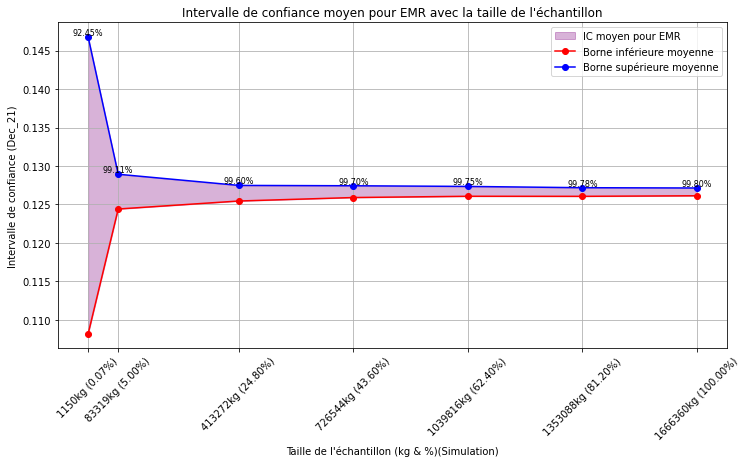 Intervalle de confiance moyen pour EMR avec la taille de l'échantillon
IC moyen pour EMR
Borne inférieure moyenne
Borne supérieure moyenne
92.45%
99.11%
99.60%
99.70%
99.75%
99.78%
99.80%
Intervalle de confiance (Dec_21)
0.145
0.140
0.135
0.130
0.125
0.120
0.115
0.110
1150kg (0.07%)
83319kg (5.00%)
413272kg (24.80%)
726544kg (43.60%)
1039816kg (62.40%)
1353088kg (81.20%)
1666360kg (100.00%)
Taille de l'échantillon (kg & %)(Simulation)